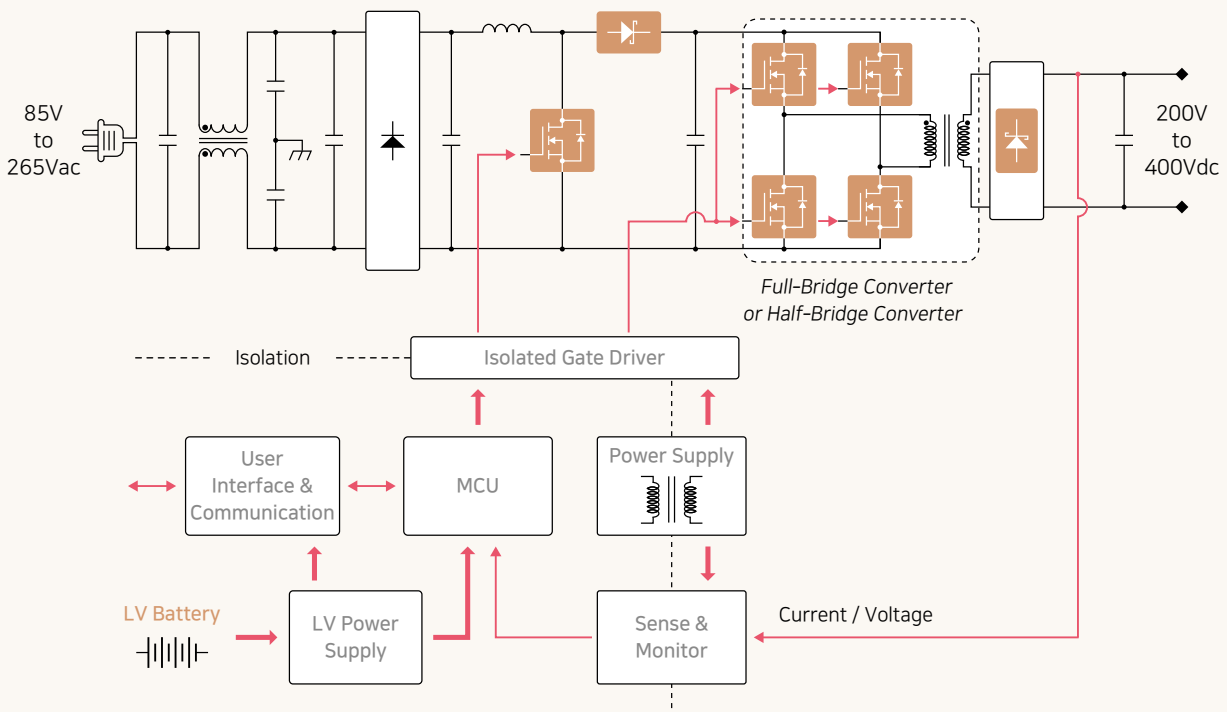 85V
to
265Vac
200V
to
400Vdc
Full-Bridge Converter
or Half-Bridge Converter
Isolation
Isolated Gate Driver
User
Interface &
Communication
MCU
Power Supply
LV Battery
LV Power
Supply
Sense &
Monitor
Current / Voltage